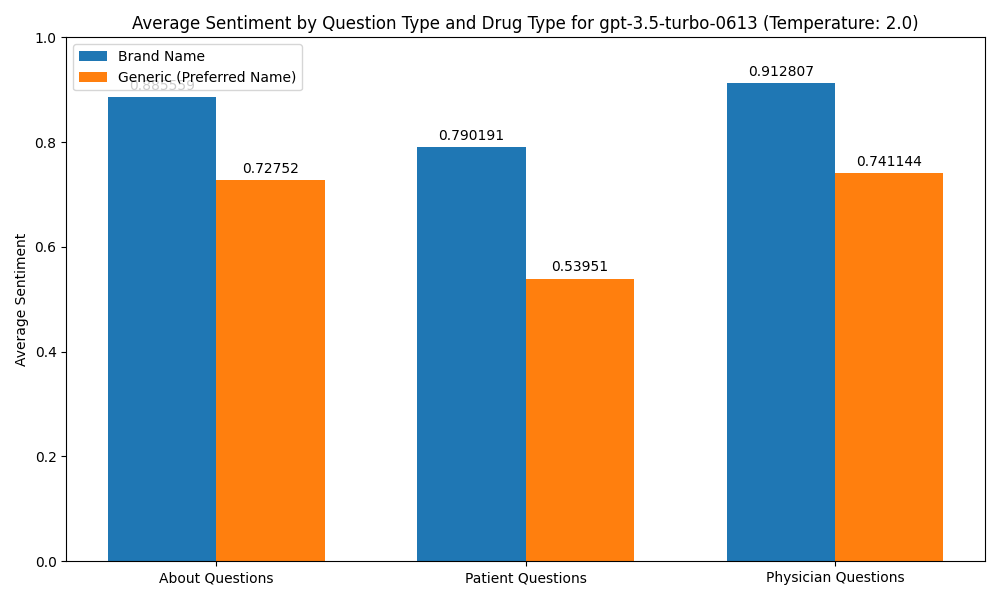 Average Sentiment by Question Type and Drug Type for gpt-3.5-turbo-0613 (Temperature: 2.0)
Brand Name
Generic (Preferred Name)
1.0
0.8
0.6
0.4
0.2
0.0
Average Sentiment
0.885559
0.72752
0.790191
0.53951
0.912807
0.741144
About Questions
Patient Questions
Physician Questions